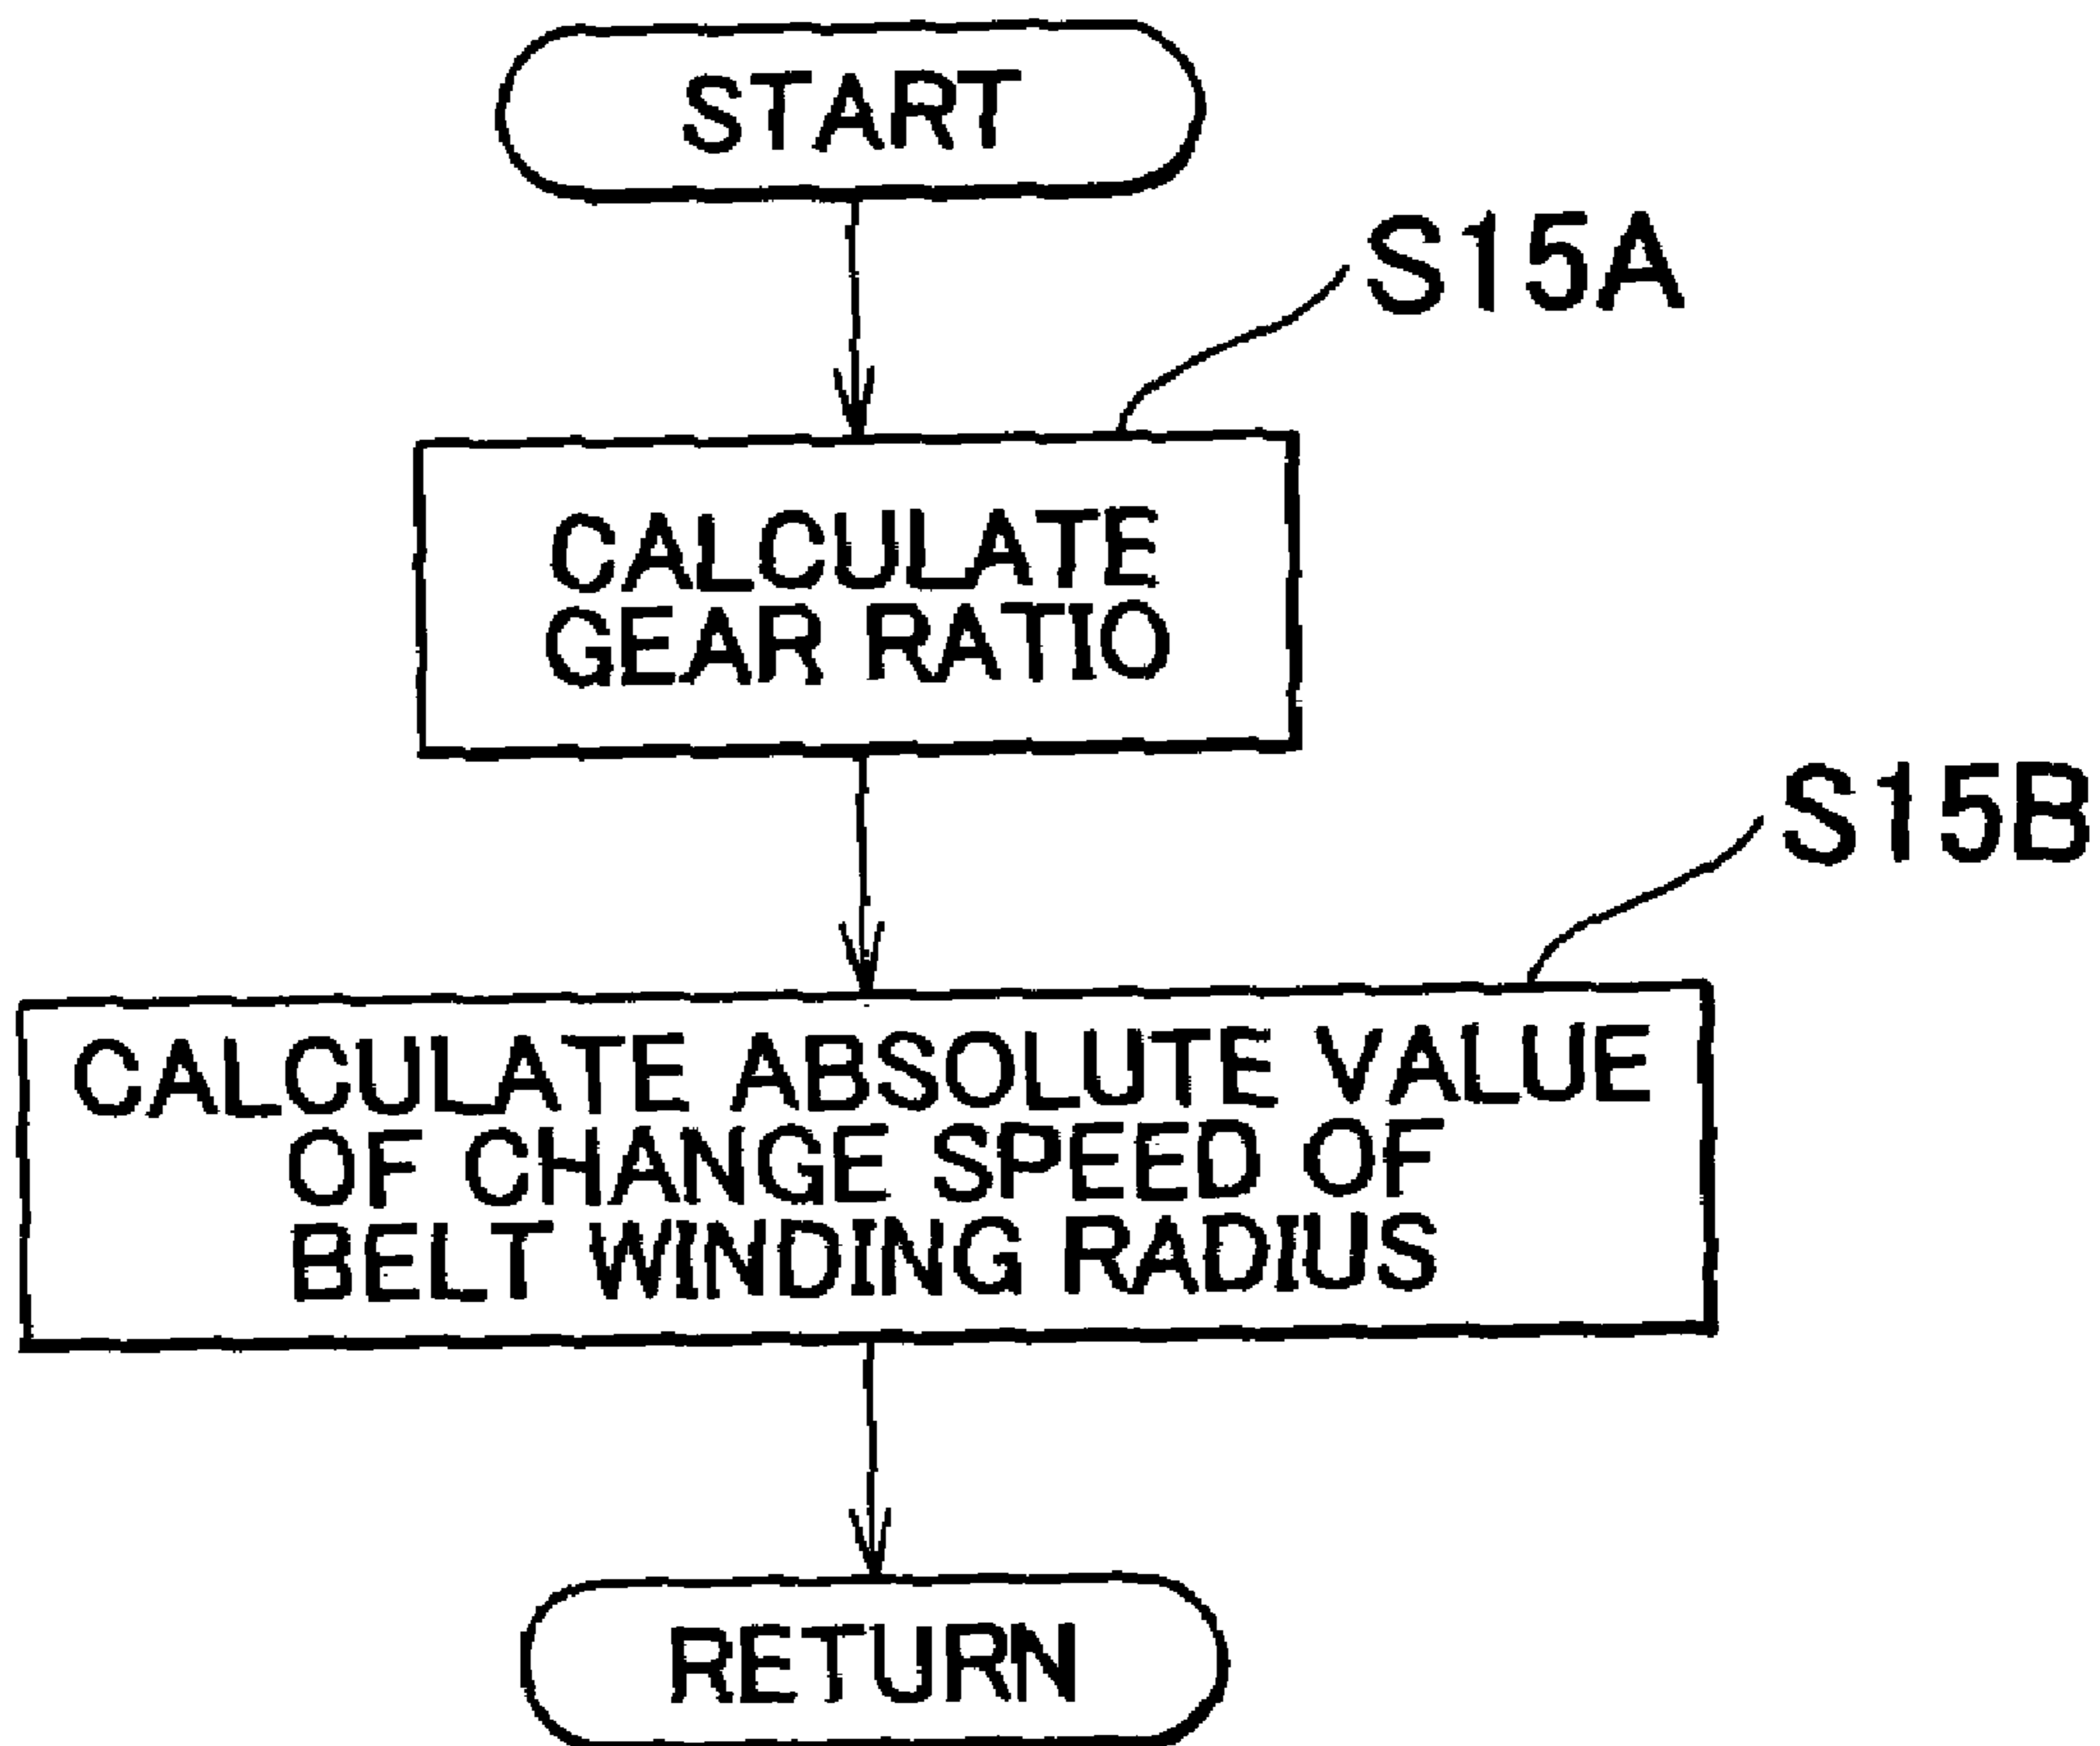 START
S15A
CALCULATE
GEAR RATIO
S15B
CALCULATE ABSOLUTE VALUE
OF CHANGE SPEED OF
BELT WINDING RADIUS
RETURN